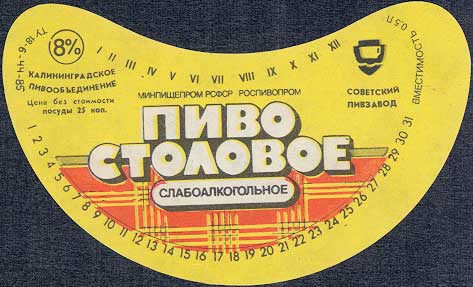 ТУ 18-6-44-85
8%
I II III IV V VI VII VIII IX X XI XII
ВМЕСТИМОСТЬ 0,5Л
КАЛИНИНГРАДСКОЕ
ПИВООБЪЕДИНЕНИЕ
Цена без стоимости
посуды 25 коп.
СОВЕТСКИЙ
ПИВЗАВОД
МИНПИЩЕПРОМ РСФСР РОСПИВОПРОМ
ПИВО
СТОЛОВОЕ
СЛАБОАЛКОГОЛЬНОЕ
1 2 3 4 5 6 7 8 9 10 11 12 13 14 15 16 17 18 19 20 21 22 23 24 25 26 27 28 29 30 31